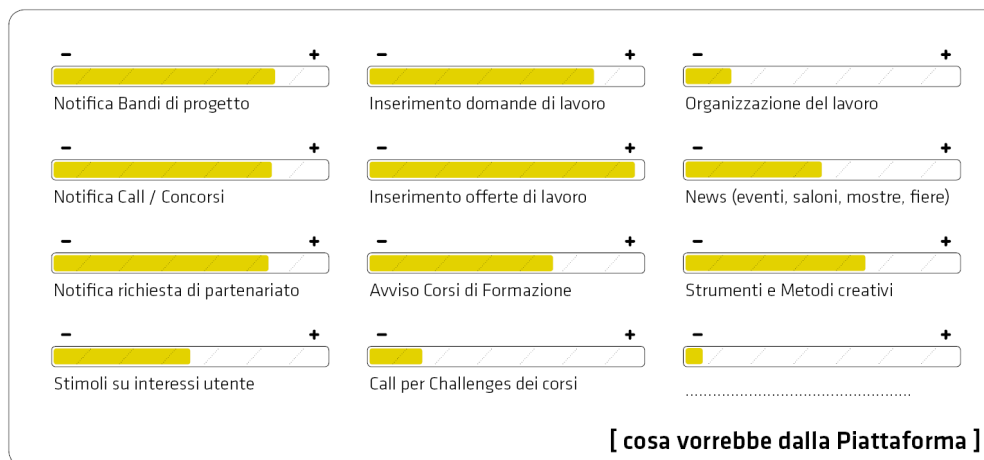 - +
- +
- +
Notifica Bandi di progetto
Inserimento domande di lavoro
Organizzazione del lavoro
- +
- +
- +
Notifica Call / Concorsi
Inserimento offerte di lavoro
News (eventi, saloni, mostre, fiere)
- +
- +
- +
Notifica richiesta di partenariato
Avviso Corsi di Formazione
Strumenti e Metodi creativi
- +
- +
- +
Stimoli su interessi utente
Call per Challenges dei corsi
..................................................
[ cosa vorrebbe dalla Piattaforma ]